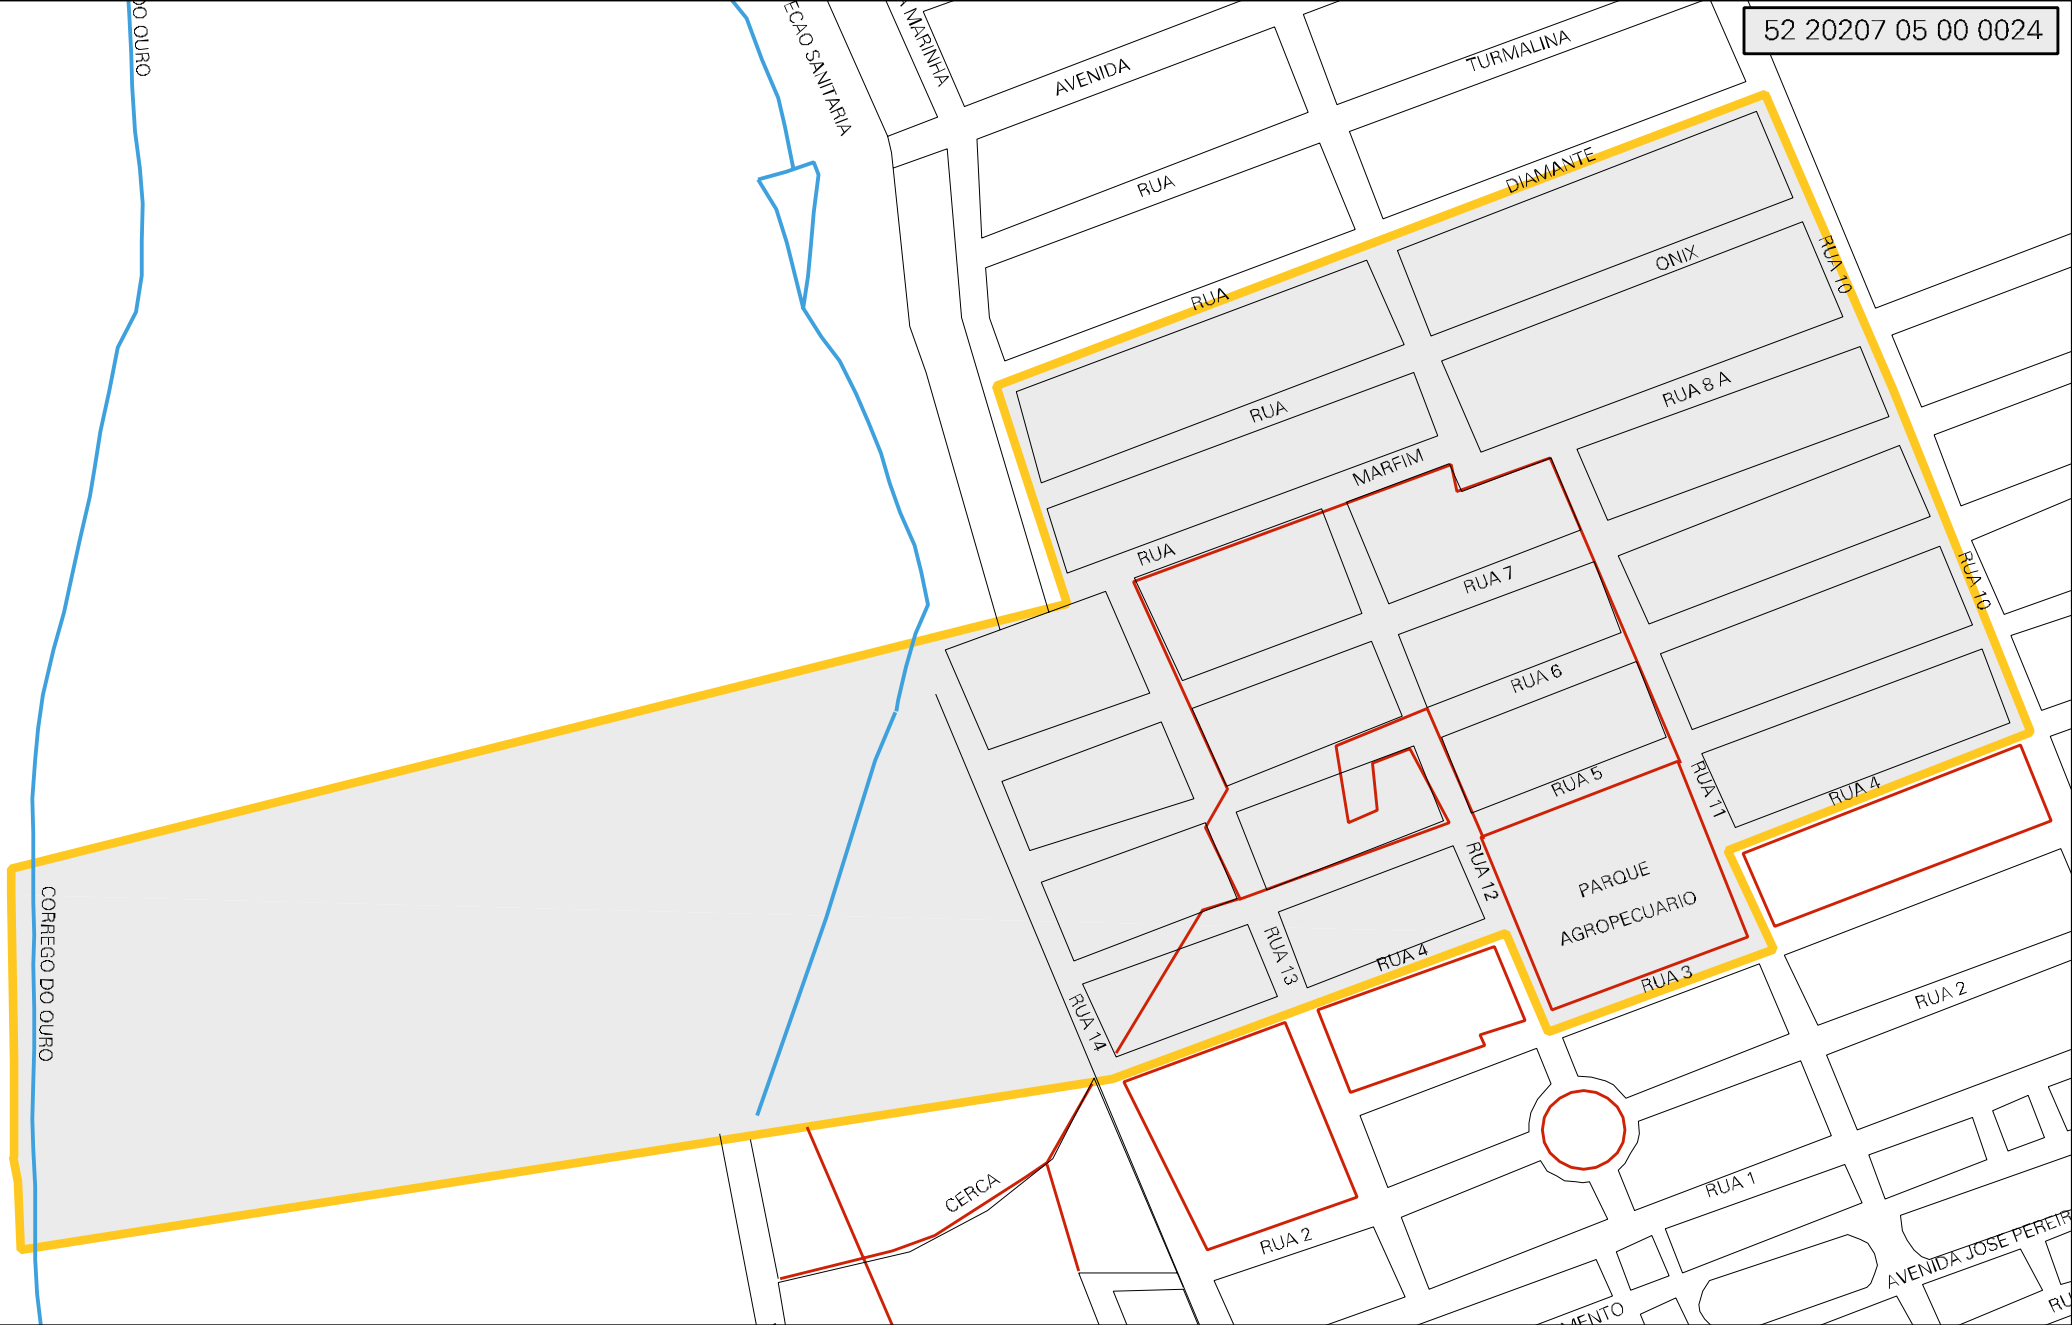 52 20207 05 00 0024
DO OURO
ECAO SANITARIA
MARINHA
AVENIDA
TURMALINA
RUA
DIAMANTE
RUA
ONIX
RUA 10
RUA
RUA 8 A
MARFIM
RUA
RUA 7
RUA 10
RUA 6
RUA 5
RUA 11
RUA 4
RUA 12
PARQUE
AGROPECUARIO
CORREGO DO OURO
RUA 13
RUA 4
RUA 3
RUA 2
RUA 14
CERCA
RUA 1
RUA 2
AVENIDA JOSE PEREIR
MENTO
RU